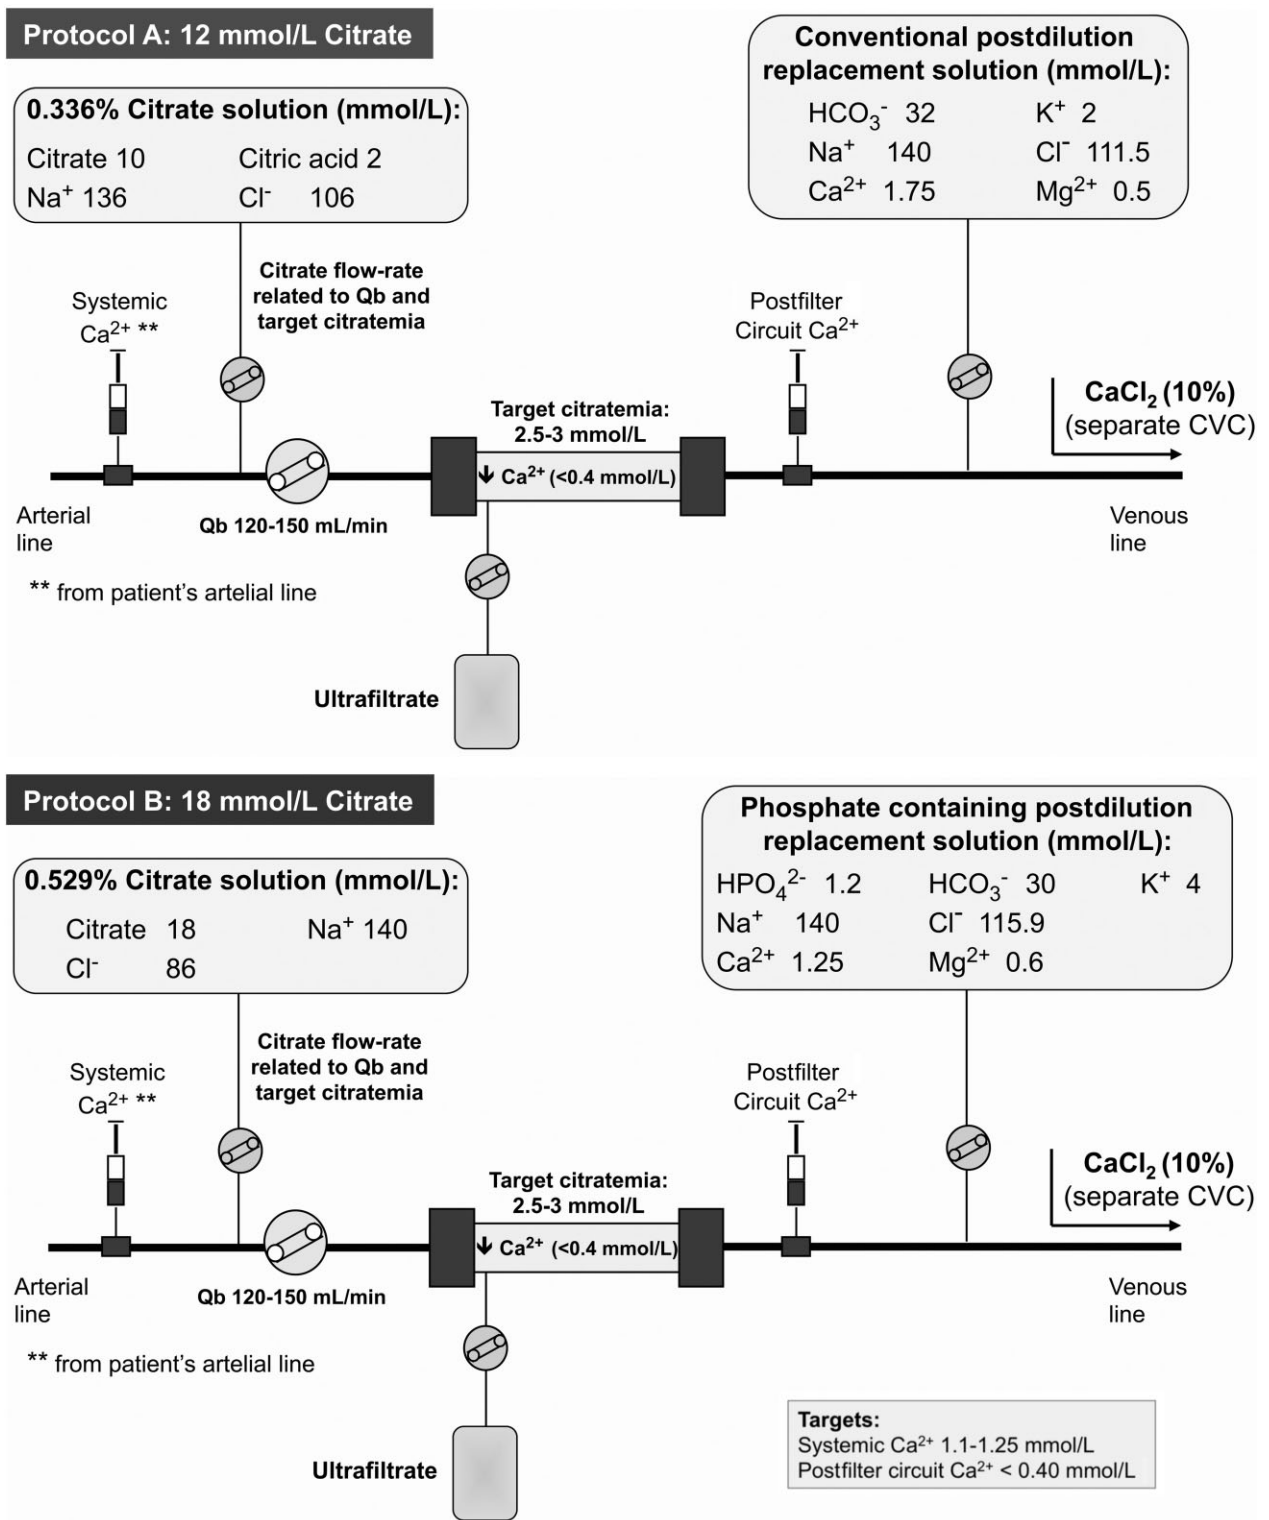 Protocol A: 12 mmol/L Citrate
0.336% Citrate solution (mmol/L):
Citrate 10 Citric acid 2
Na⁺ 136 Cl⁻ 106
Conventional postdilution
replacement solution (mmol/L):
HCO₃⁻ 32 K⁺ 2
Na⁺ 140 Cl⁻ 111.5
Ca²⁺ 1.75 Mg²⁺ 0.5
Citrate flow-rate
related to Qb and
target citratemia
Systemic
Ca²⁺ **
Postfilter
Circuit Ca²⁺
Target citratemia:
2.5-3 mmol/L
↓ Ca²⁺ (<0.4 mmol/L)
CaCl₂ (10%)
(separate CVC)
Arterial
line
Qb 120-150 mL/min
Venous
line
** from patient's artelial line
Ultrafiltrate
Protocol B: 18 mmol/L Citrate
0.529% Citrate solution (mmol/L):
Citrate 18 Na⁺ 140
Cl⁻ 86
Phosphate containing postdilution
replacement solution (mmol/L):
HPO₄²⁻ 1.2 HCO₃⁻ 30 K⁺ 4
Na⁺ 140 Cl⁻ 115.9
Ca²⁺ 1.25 Mg²⁺ 0.6
Citrate flow-rate
related to Qb and
target citratemia
Systemic
Ca²⁺ **
Postfilter
Circuit Ca²⁺
Target citratemia:
2.5-3 mmol/L
↓ Ca²⁺ (<0.4 mmol/L)
CaCl₂ (10%)
(separate CVC)
Arterial
line
Qb 120-150 mL/min
Venous
line
** from patient's artelial line
Ultrafiltrate
Targets:
Systemic Ca²⁺ 1.1-1.25 mmol/L
Postfilter circuit Ca²⁺ < 0.40 mmol/L